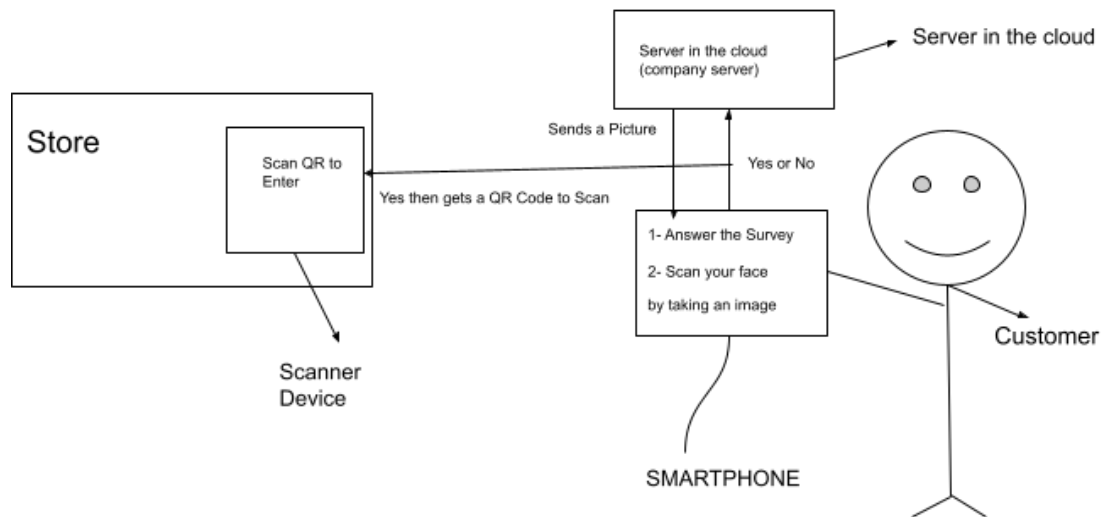 Server in the cloud
(company server)
Server in the cloud
Store
Scan QR to
Enter
Sends a Picture
Yes or No
Yes then gets a QR Code to Scan
1- Answer the Survey
2- Scan your face
by taking an image
Customer
Scanner
Device
SMARTPHONE